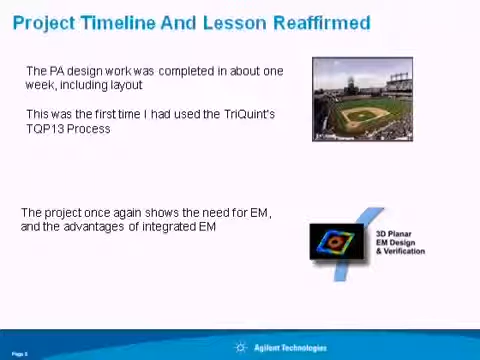 Project Timeline And Lesson Reaffirmed
The PA design work was completed in about one
week, including layout
This was the first time I had used the TriQuint's
TQP13 Process
The project once again shows the need for EM,
and the advantages of integrated EM
3D Planar
EM Design
& Verification
Agilent Technologies